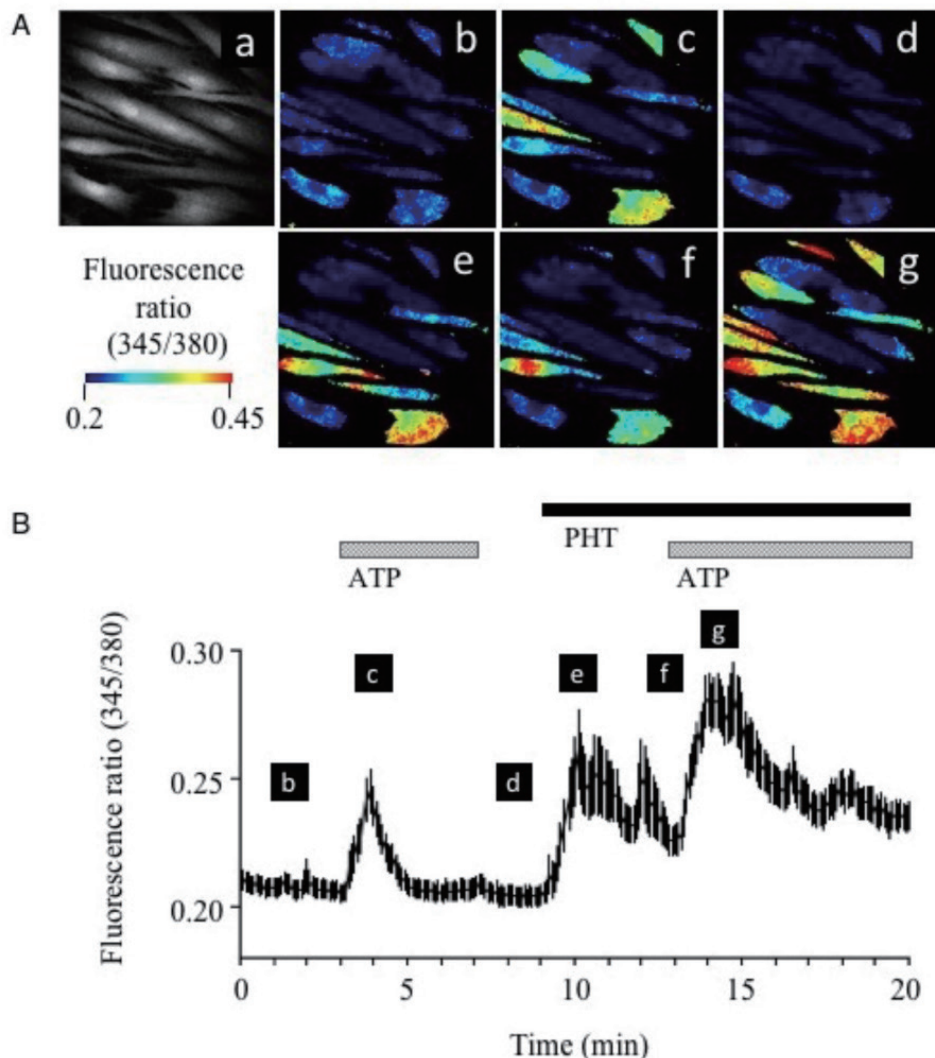 A
a
b
c
d
Fluorescence
ratio
(345/380)
0.2
0.45
e
f
g
B
PHT
ATP
ATP
Fluorescence ratio (345/380)
0.30
0.25
0.20
b
c
d
e
f
g
0
5
10
15
20
Time (min)